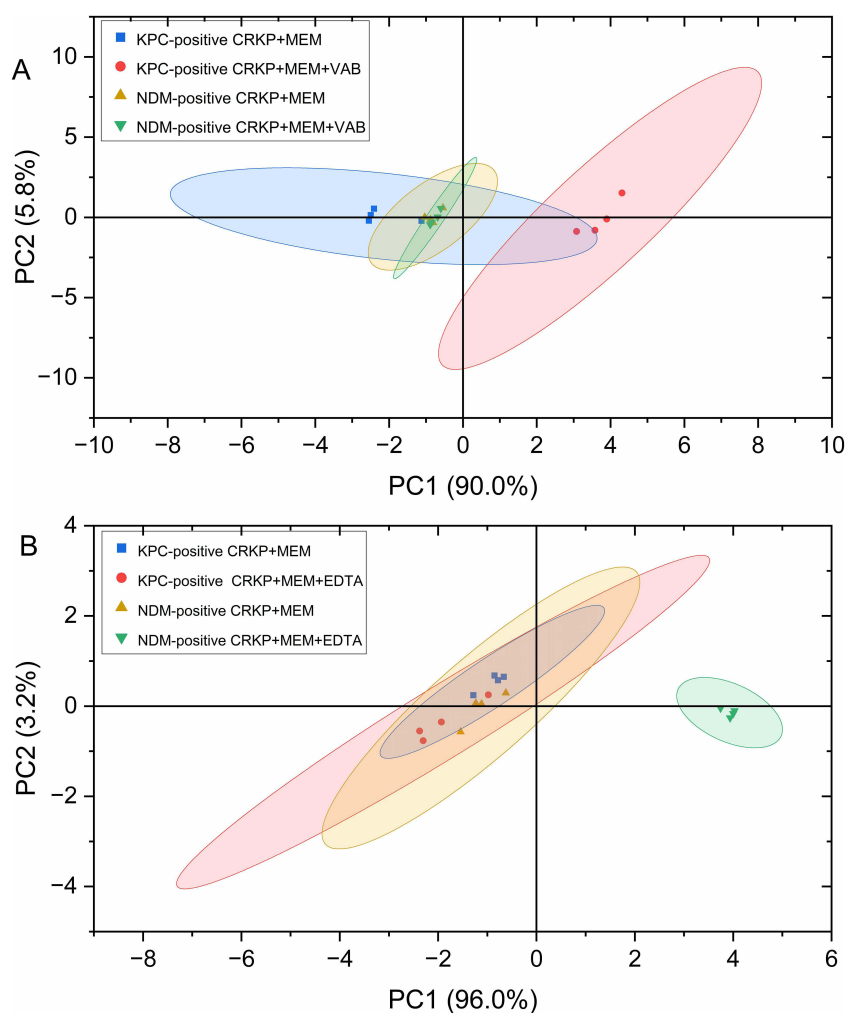 A
KPC-positive CRKP+MEM
KPC-positive CRKP+MEM+VAB
NDM-positive CRKP+MEM
NDM-positive CRKP+MEM+VAB
10
5
0
−5
−10
PC2 (5.8%)
−10 −8 −6 −4 −2 0 2 4 6 8 10
PC1 (90.0%)
B
KPC-positive CRKP+MEM
KPC-positive CRKP+MEM+EDTA
NDM-positive CRKP+MEM
NDM-positive CRKP+MEM+EDTA
4
2
0
−2
−4
PC2 (3.2%)
−8 −6 −4 −2 0 2 4 6
PC1 (96.0%)